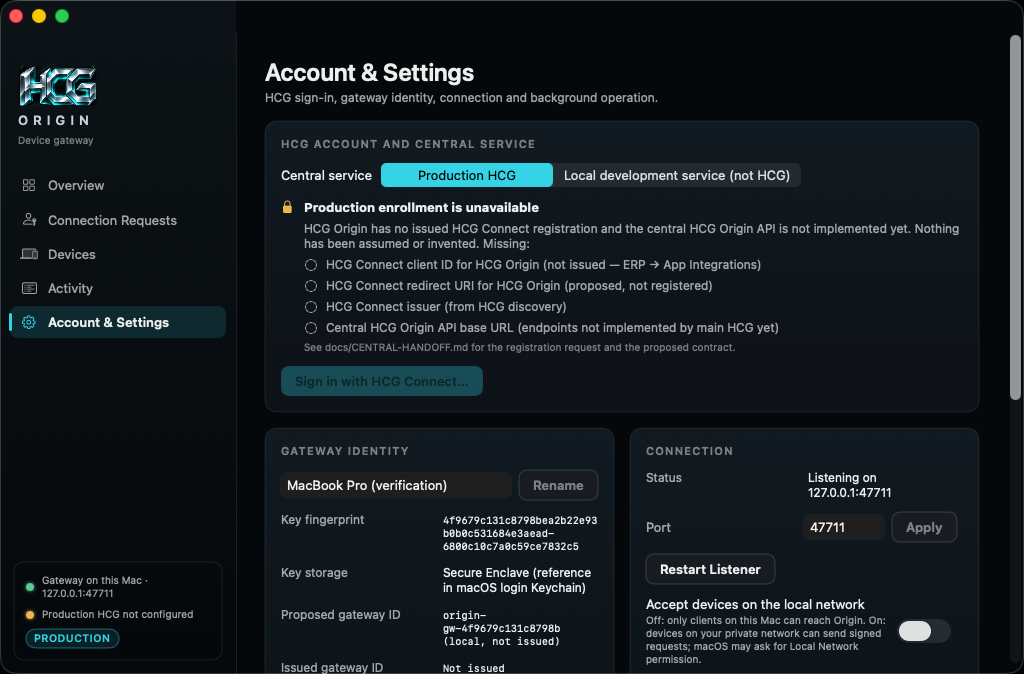 HCG
ORIGIN
Device gateway
Overview
Connection Requests
Devices
Activity
Account & Settings
Gateway on this Mac ·
127.0.0.1:47711
Production HCG not configured
PRODUCTION
Account & Settings
HCG sign-in, gateway identity, connection and background operation.
HCG ACCOUNT AND CENTRAL SERVICE
Central service
Production HCG
Local development service (not HCG)
Production enrollment is unavailable
HCG Origin has no issued HCG Connect registration and the central HCG Origin API is not implemented yet. Nothing
has been assumed or invented. Missing:
HCG Connect client ID for HCG Origin (not issued — ERP → App Integrations)
HCG Connect redirect URI for HCG Origin (proposed, not registered)
HCG Connect issuer (from HCG discovery)
Central HCG Origin API base URL (endpoints not implemented by main HCG yet)
See docs/CENTRAL-HANDOFF.md for the registration request and the proposed contract.
Sign in with HCG Connect...
GATEWAY IDENTITY
MacBook Pro (verification)
Rename
Key fingerprint
4f9679c131c8798bea2b22e93
b0b0c531684e3aead-
6800c10c7a0c59ce7832c5
Key storage
Secure Enclave (reference
in macOS login Keychain)
Proposed gateway ID
origin-
gw-4f9679c131c8798b
(local, not issued)
Issued gateway ID
Not issued
CONNECTION
Status
Listening on
127.0.0.1:47711
Port
47711
Apply
Restart Listener
Accept devices on the local network
Off: only clients on this Mac can reach Origin. On:
devices on your private network can send signed
requests; macOS may ask for Local Network
permission.